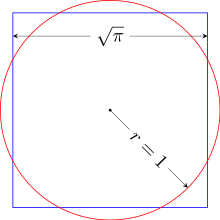 √π
r = 1